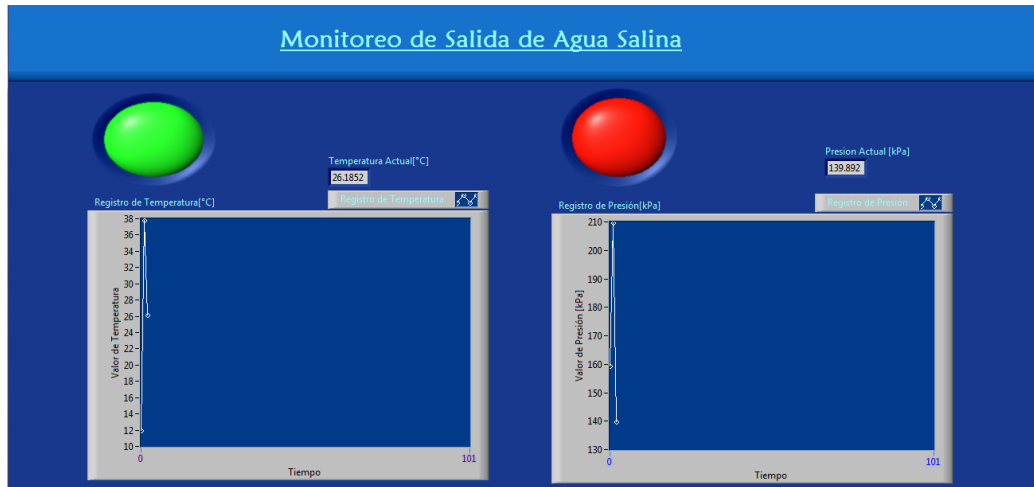 Monitoreo de Salida de Agua Salina
Temperatura Actual[°C]
26.1852
Registro de Temperatura[°C]
Registro de Temperatura
38
36
34
32
30
28
26
24
22
20
18
16
14
12
10
Valor de Temperatura
0
101
Tiempo
Presion Actual [kPa]
139.892
Registro de Presión[kPa]
Registro de Presión
210
200
190
180
170
160
150
140
130
Valor de Presión [kPa]
0
101
Tiempo